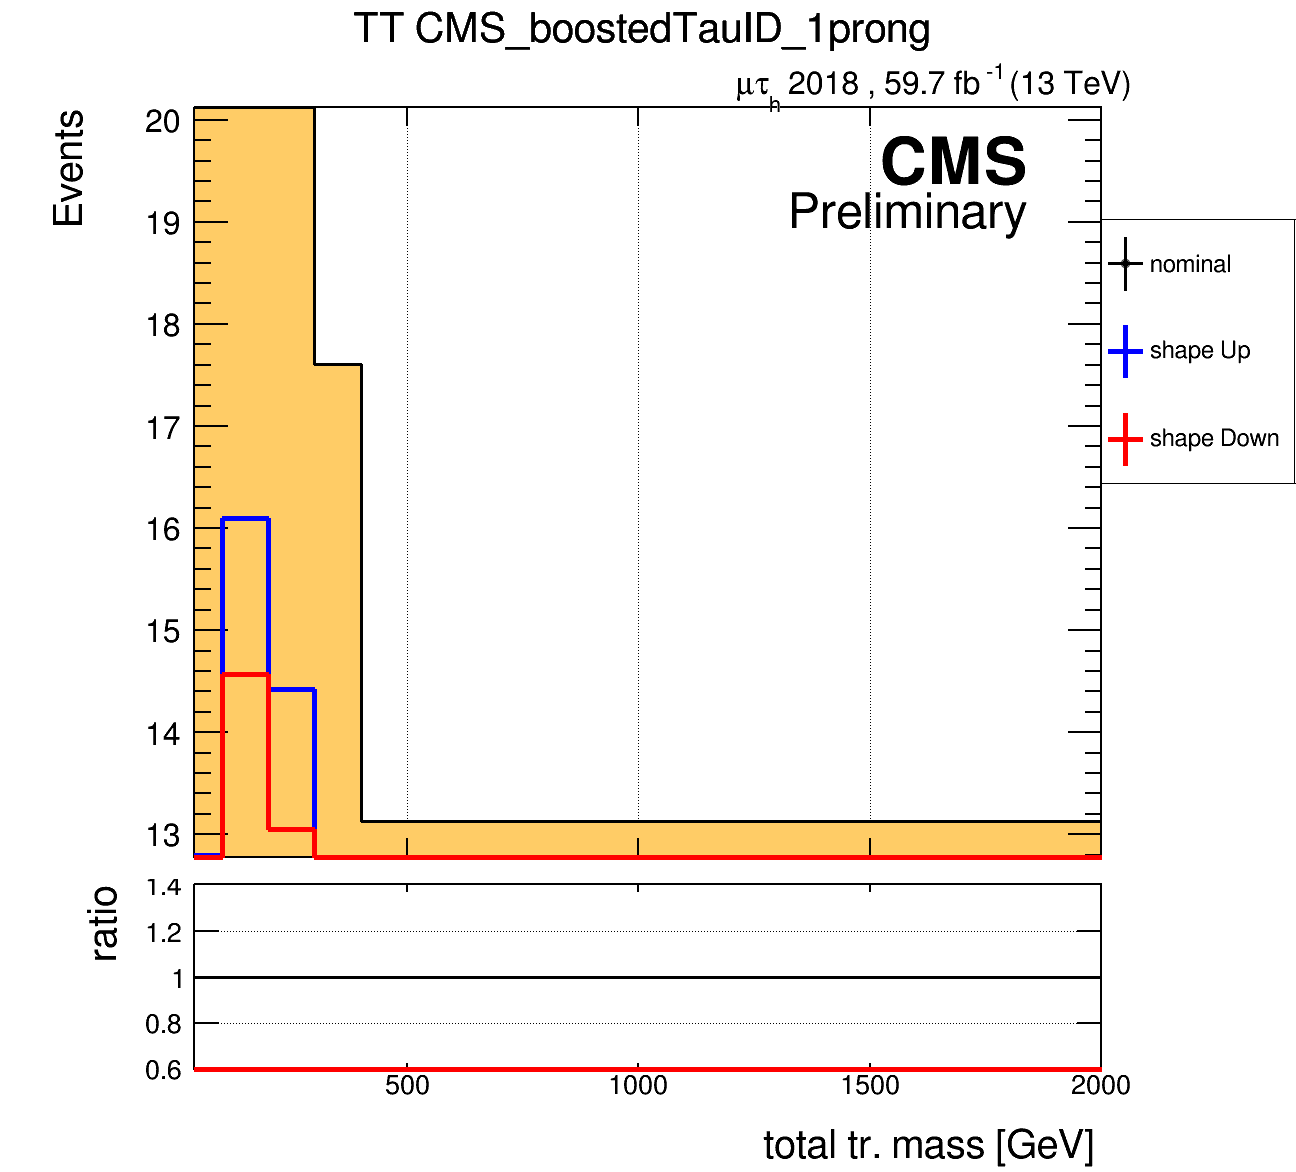 TT CMS_boostedTauID_1prong
μτh 2018 , 59.7 fb-1 (13 TeV)
Events
CMS
Preliminary
nominal
shape Up
shape Down
20
19
18
17
16
15
14
13
ratio
1.4
1.2
1
0.8
0.6
500
1000
1500
2000
total tr. mass [GeV]